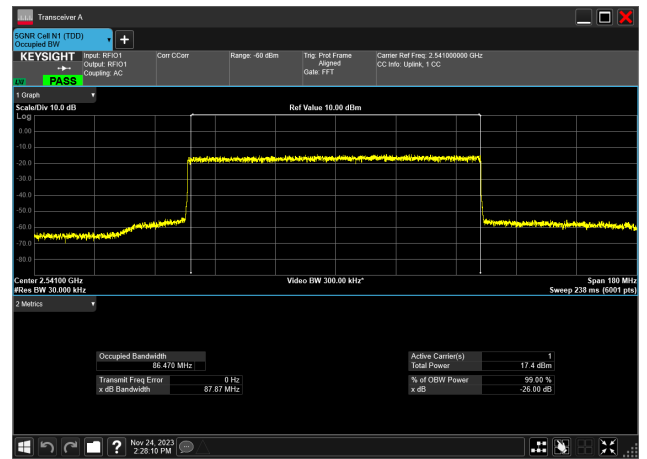 Transceiver A
5GNR Cell N1 (TDD)
Occupied BW
KEYSIGHT
Input: RFIO1
Output: RFIO1
Coupling: AC
Corr CCorr
Range: -60 dBm
Trig: Prot Frame
Aligned
Gate: FFT
Carrier Ref Freq: 2.541000000 GHz
CC Info: Uplink, 1 CC
LW
PASS
1 Graph
Scale/Div 10.0 dB
Ref Value 10.00 dBm
Log
0.00
-10.0
-20.0
-30.0
-40.0
-50.0
-60.0
-70.0
-80.0
Center 2.54100 GHz
Video BW 300.00 kHz*
Span 180 MHz
#Res BW 30.000 kHz
Sweep 238 ms (6001 pts)
2 Metrics
Occupied Bandwidth
86.470 MHz
Transmit Freq Error 0 Hz
x dB Bandwidth 87.87 MHz
Active Carrier(s) 1
Total Power 17.4 dBm
% of OBW Power 99.00 %
x dB -26.00 dB
Nov 24, 2023
2:28:10 PM